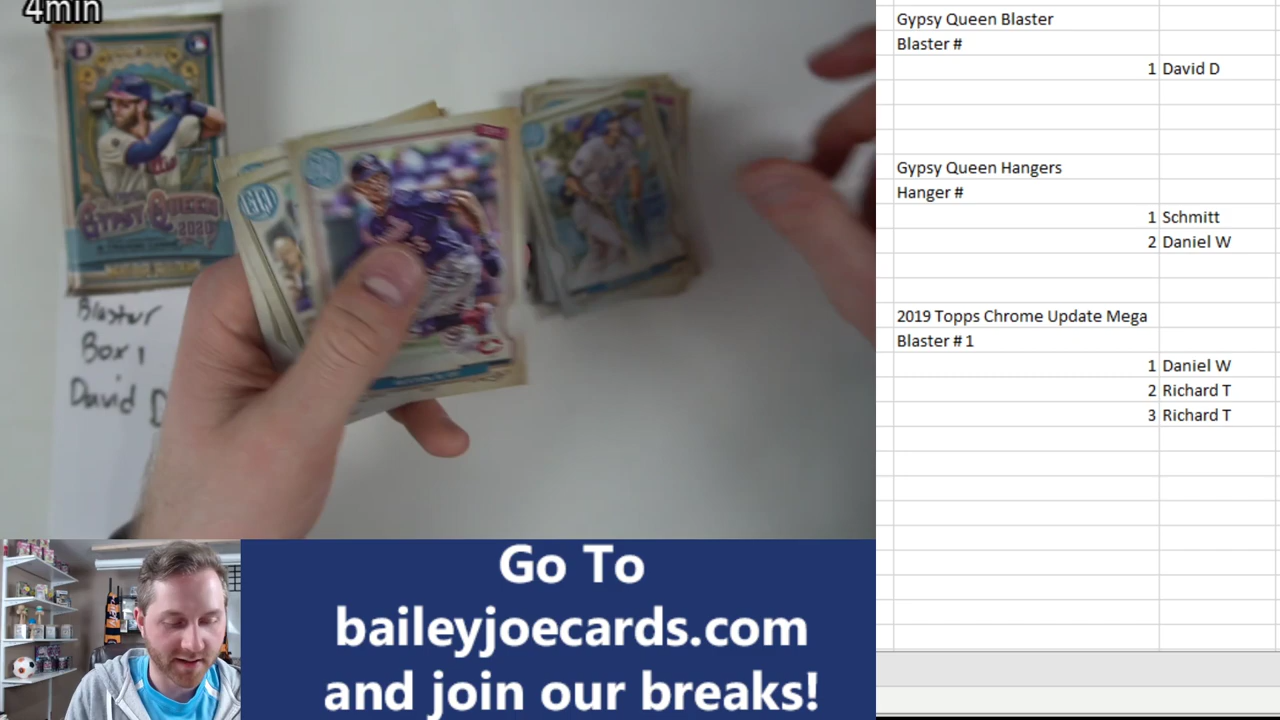 4min
GYPSY QUEEN
2020
Blaster
Box 1
David D
GQ
Go To
baileyjoecards.com
and join our breaks!
Gypsy Queen Blaster
Blaster #
1 David D
Gypsy Queen Hangers
Hanger #
1 Schmitt
2 Daniel W
2019 Topps Chrome Update Mega
Blaster # 1
1 Daniel W
2 Richard T
3 Richard T